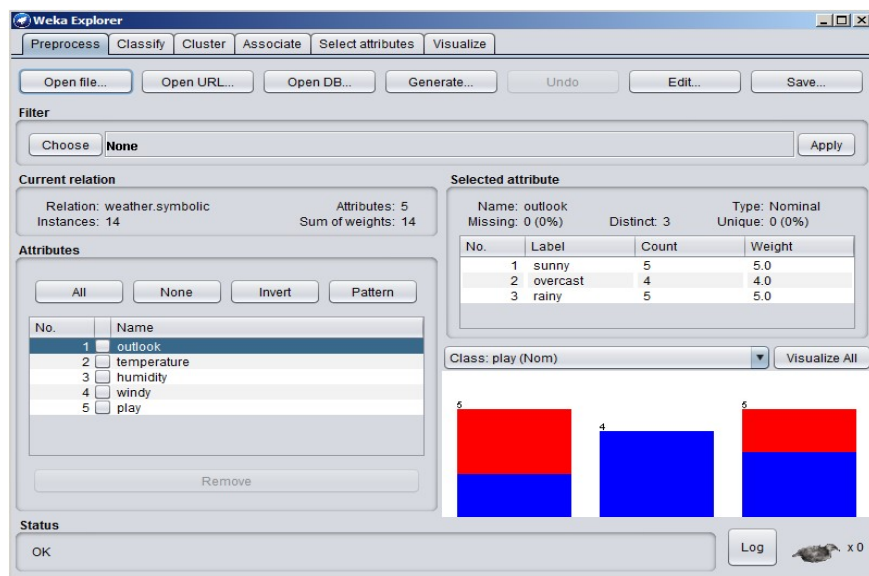 Weka Explorer
Preprocess Classify Cluster Associate Select attributes Visualize
Open file... Open URL... Open DB... Generate... Undo Edit... Save...
Filter
Choose None Apply
Current relation
Relation: weather.symbolic Attributes: 5
Instances: 14 Sum of weights: 14
Attributes
All None Invert Pattern
No. Name
1 outlook
2 temperature
3 humidity
4 windy
5 play
Remove
Selected attribute
Name: outlook Type: Nominal
Missing: 0 (0%) Distinct: 3 Unique: 0 (0%)
No. Label Count Weight
1 sunny 5 5.0
2 overcast 4 4.0
3 rainy 5 5.0
Class: play (Nom) Visualize All
5 4 5
Status
OK
Log x 0